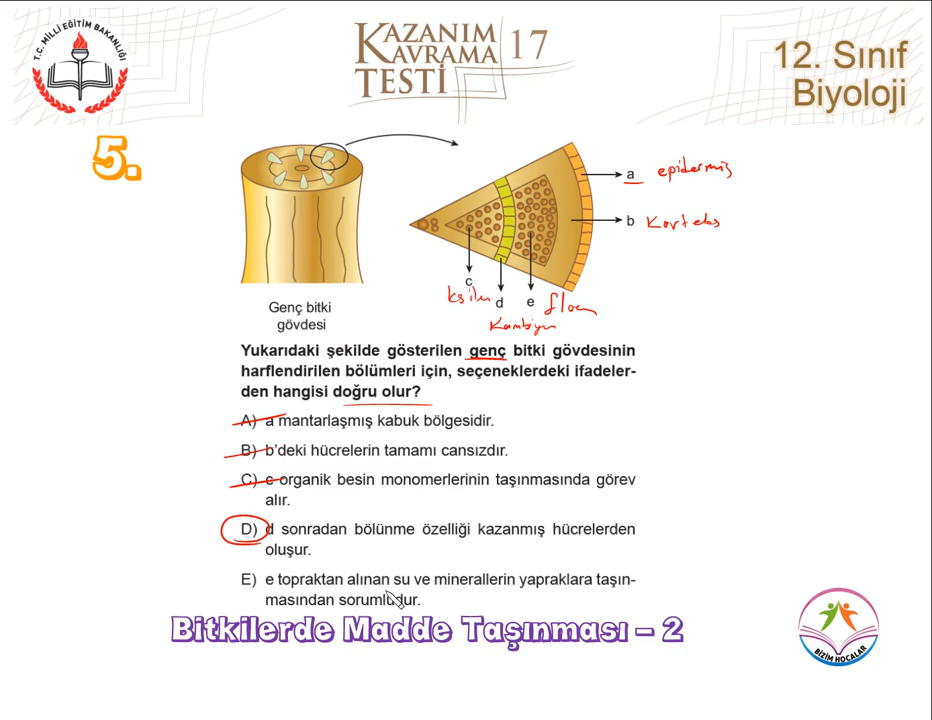 T.C. MİLLİ EĞİTİM BAKANLIĞI
KAZANIM
KAVRAMA
TESTİ
17
12. Sınıf
Biyoloji
5.
a epidermis
b Korteks
c
d
e
floem
Genç bitki
gövdesi
Yukarıdaki şekilde gösterilen genç bitki gövdesinin
harflendirilen bölümleri için, seçeneklerdeki ifadeler-
den hangisi doğru olur?
A) a mantarlaşmış kabuk bölgesidir.
B) b'deki hücrelerin tamamı cansızdır.
C) c organik besin monomerlerinin taşınmasında görev
alır.
D) d sonradan bölünme özelliği kazanmış hücrelerden
oluşur.
E) e topraktan alınan su ve minerallerin yapraklara taşın-
masından sorumludur.
Bitkilerde Madde Taşınması – 2
BİZİM HOCALAR